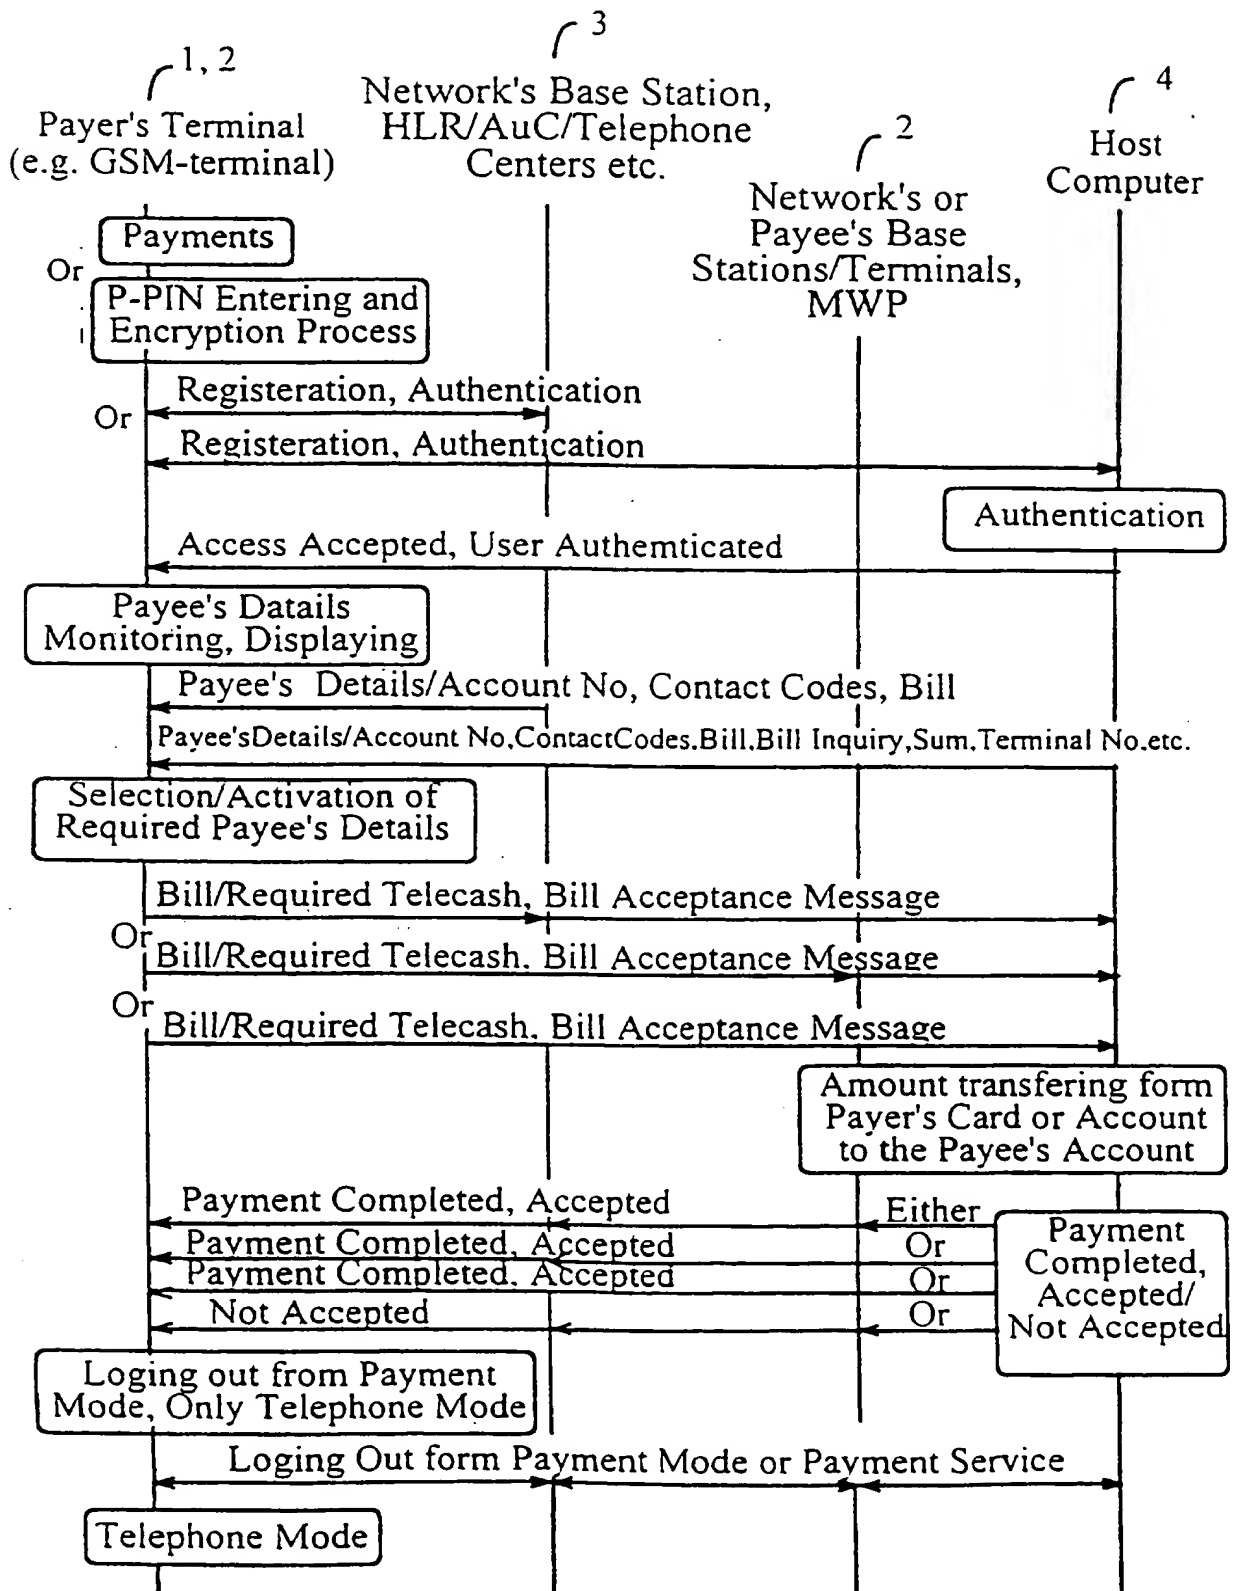 3
1, 2
Network's Base Station,
HLR/AuC/Telephone
Centers etc.
4
Payer's Terminal
(e.g. GSM-terminal)
2
Host
Computer
Network's or
Payee's Base
Stations/Terminals,
MWP
Payments
Or
P-PIN Entering and
Encryption Process
Registeration, Authentication
Or
Registeration, Authentication
Authentication
Access Accepted, User Authemticated
Payee's Datails
Monitoring, Displaying
Payee's Details/Account No, Contact Codes, Bill
Payee'sDetails/Account No,ContactCodes.Bill.Bill Inquiry,Sum.Terminal No.etc.
Selection/Activation of
Required Payee's Details
Bill/Required Telecash, Bill Acceptance Message
Or
Bill/Required Telecash. Bill Acceptance Message
Or
Bill/Required Telecash. Bill Acceptance Message
Amount transfering form
Payer's Card or Account
to the Payee's Account
Payment Completed, Accepted
Either
Payment Completed, Accepted
Or
Payment Completed. Accepted
Or
Not Accepted
Or
Payment
Completed,
Accepted/
Not Accepted
Loging out from Payment
Mode, Only Telephone Mode
Loging Out form Payment Mode or Payment Service
Telephone Mode